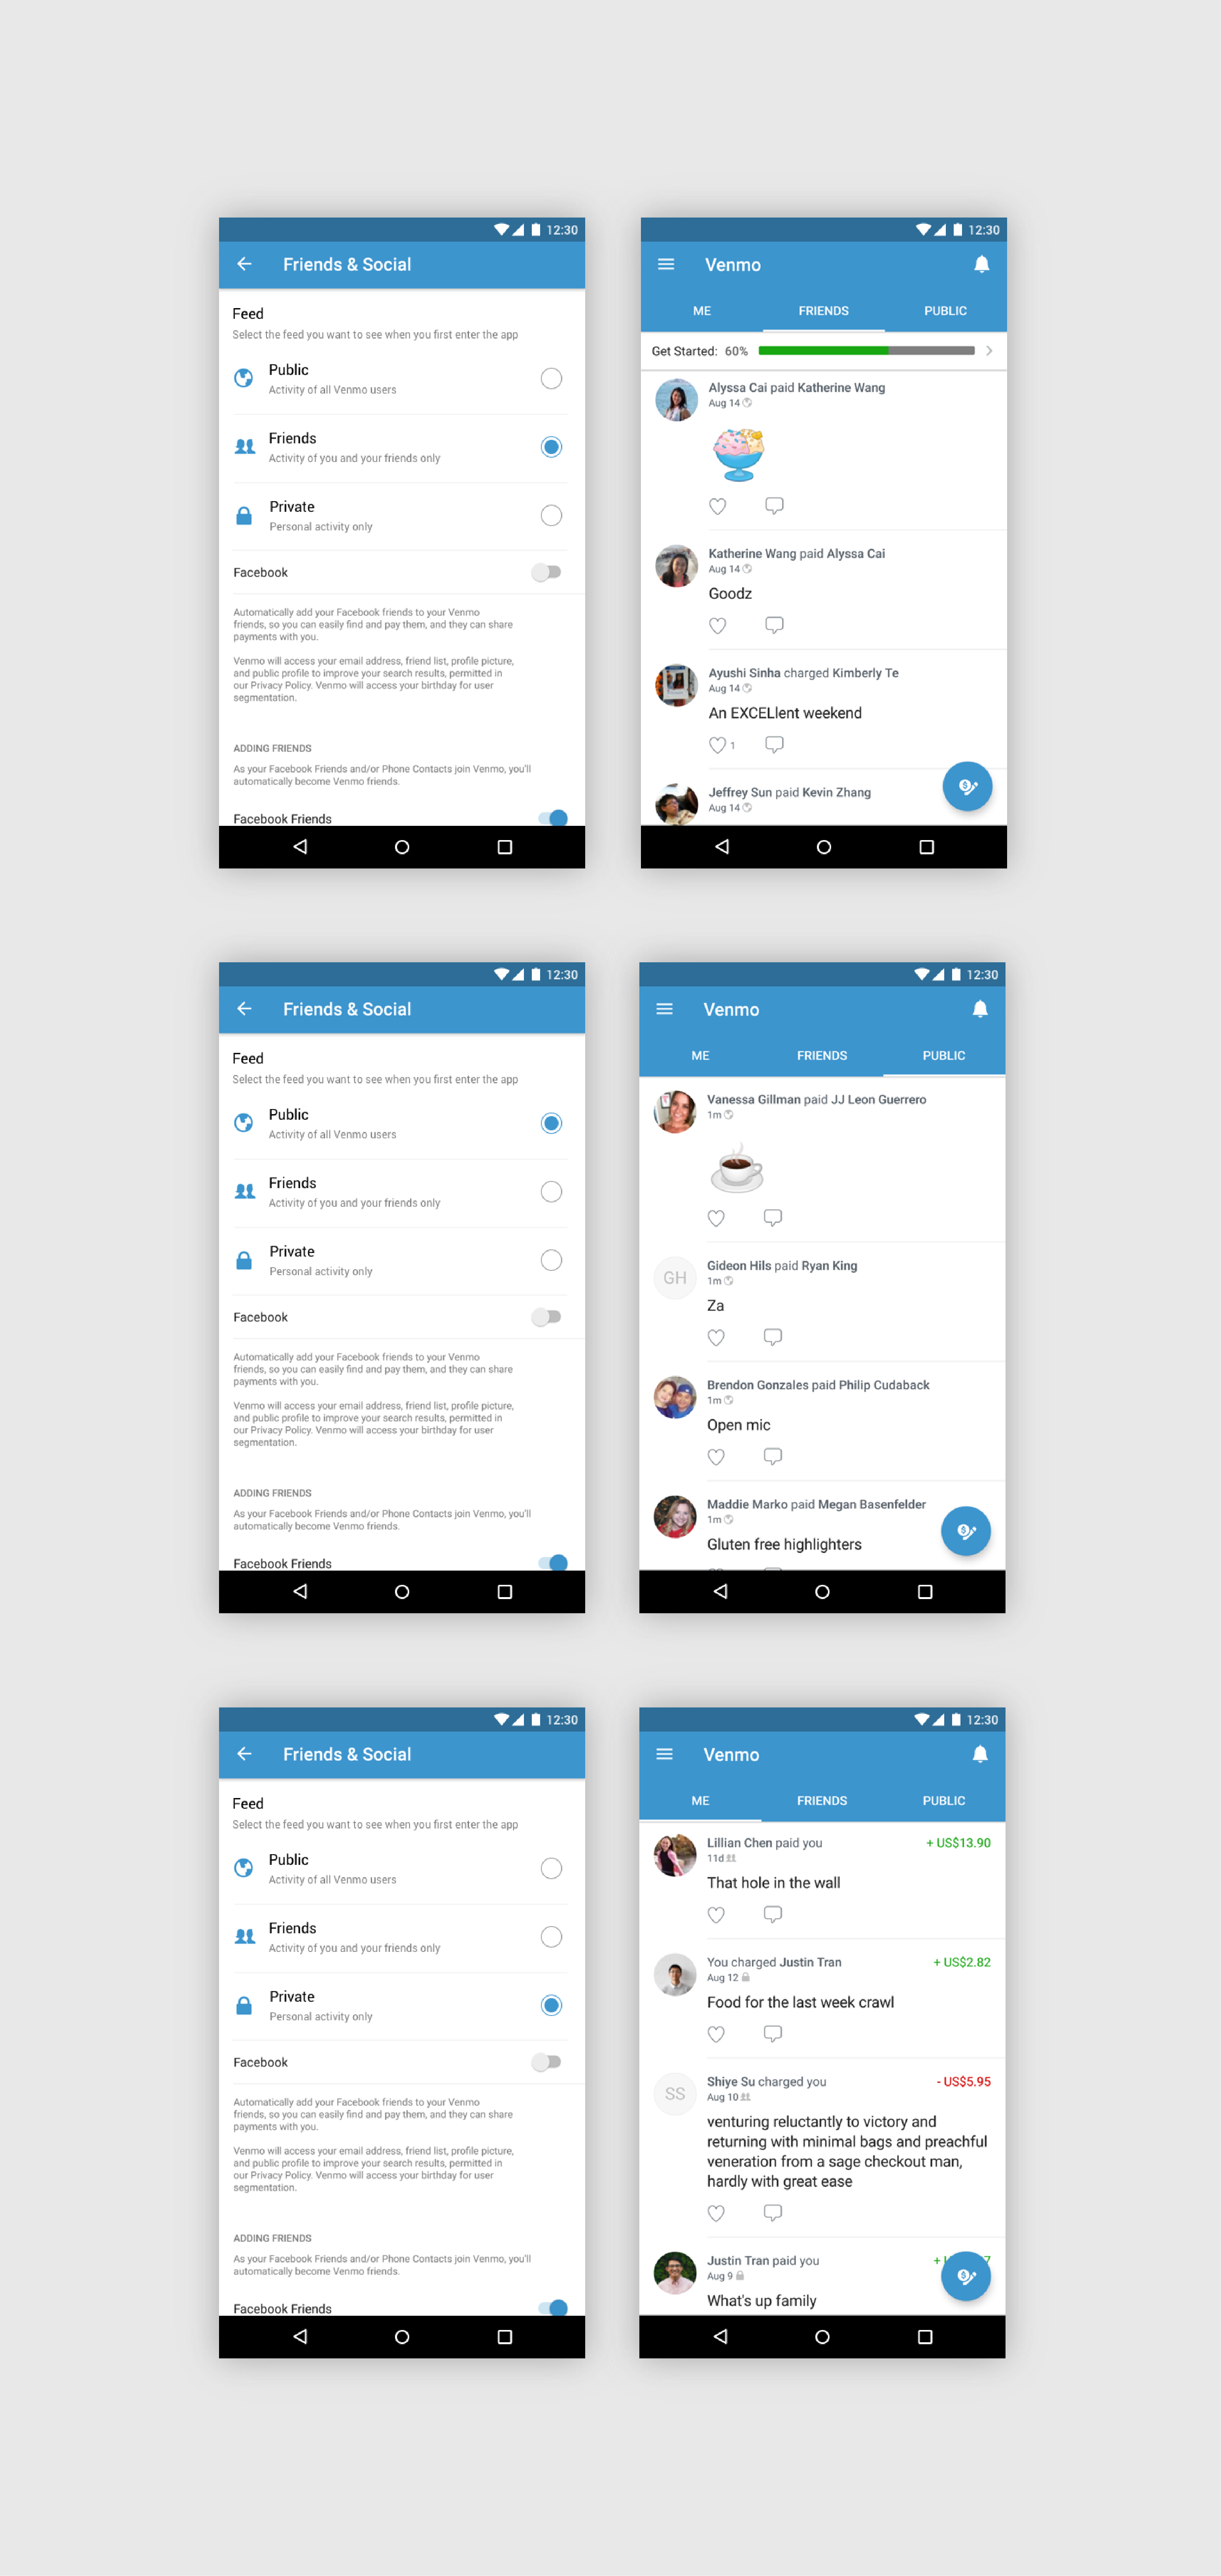 12:30
Friends & Social
Feed
Select the feed you want to see when you first enter the app
Public
Activity of all Venmo users
Friends
Activity of you and your friends only
Private
Personal activity only
Facebook
Automatically add your Facebook friends to your Venmo
friends, so you can easily find and pay them, and they can share
payments with you.
Venmo will access your email address, friend list, profile picture,
and public profile to improve your search results, permitted in
our Privacy Policy. Venmo will access your birthday for user
segmentation.
ADDING FRIENDS
As your Facebook Friends and/or Phone Contacts join Venmo, you'll
automatically become Venmo friends.
Facebook Friends
12:30
Venmo
ME FRIENDS PUBLIC
Get Started: 60%
Alyssa Cai paid Katherine Wang
Aug 14
Katherine Wang paid Alyssa Cai
Aug 14
Goodz
Ayushi Sinha charged Kimberly Te
Aug 14
An EXCELlent weekend
1
Jeffrey Sun paid Kevin Zhang
Aug 14
12:30
Friends & Social
Feed
Select the feed you want to see when you first enter the app
Public
Activity of all Venmo users
Friends
Activity of you and your friends only
Private
Personal activity only
Facebook
Automatically add your Facebook friends to your Venmo
friends, so you can easily find and pay them, and they can share
payments with you.
Venmo will access your email address, friend list, profile picture,
and public profile to improve your search results, permitted in
our Privacy Policy. Venmo will access your birthday for user
segmentation.
ADDING FRIENDS
As your Facebook Friends and/or Phone Contacts join Venmo, you'll
automatically become Venmo friends.
Facebook Friends
12:30
Venmo
ME FRIENDS PUBLIC
Vanessa Gillman paid JJ Leon Guerrero
1m
GH
Gideon Hils paid Ryan King
1m
Za
Brendon Gonzales paid Philip Cudaback
1m
Open mic
Maddie Marko paid Megan Basenfelder
1m
Gluten free highlighters
12:30
Friends & Social
Feed
Select the feed you want to see when you first enter the app
Public
Activity of all Venmo users
Friends
Activity of you and your friends only
Private
Personal activity only
Facebook
Automatically add your Facebook friends to your Venmo
friends, so you can easily find and pay them, and they can share
payments with you.
Venmo will access your email address, friend list, profile picture,
and public profile to improve your search results, permitted in
our Privacy Policy. Venmo will access your birthday for user
segmentation.
ADDING FRIENDS
As your Facebook Friends and/or Phone Contacts join Venmo, you'll
automatically become Venmo friends.
Facebook Friends
12:30
Venmo
ME FRIENDS PUBLIC
Lillian Chen paid you + US$13.90
11d
That hole in the wall
You charged Justin Tran + US$2.82
Aug 12
Food for the last week crawl
SS
Shiye Su charged you - US$5.95
Aug 10
venturing reluctantly to victory and
returning with minimal bags and preachful
veneration from a sage checkout man,
hardly with great ease
Justin Tran paid you
Aug 9
What's up family